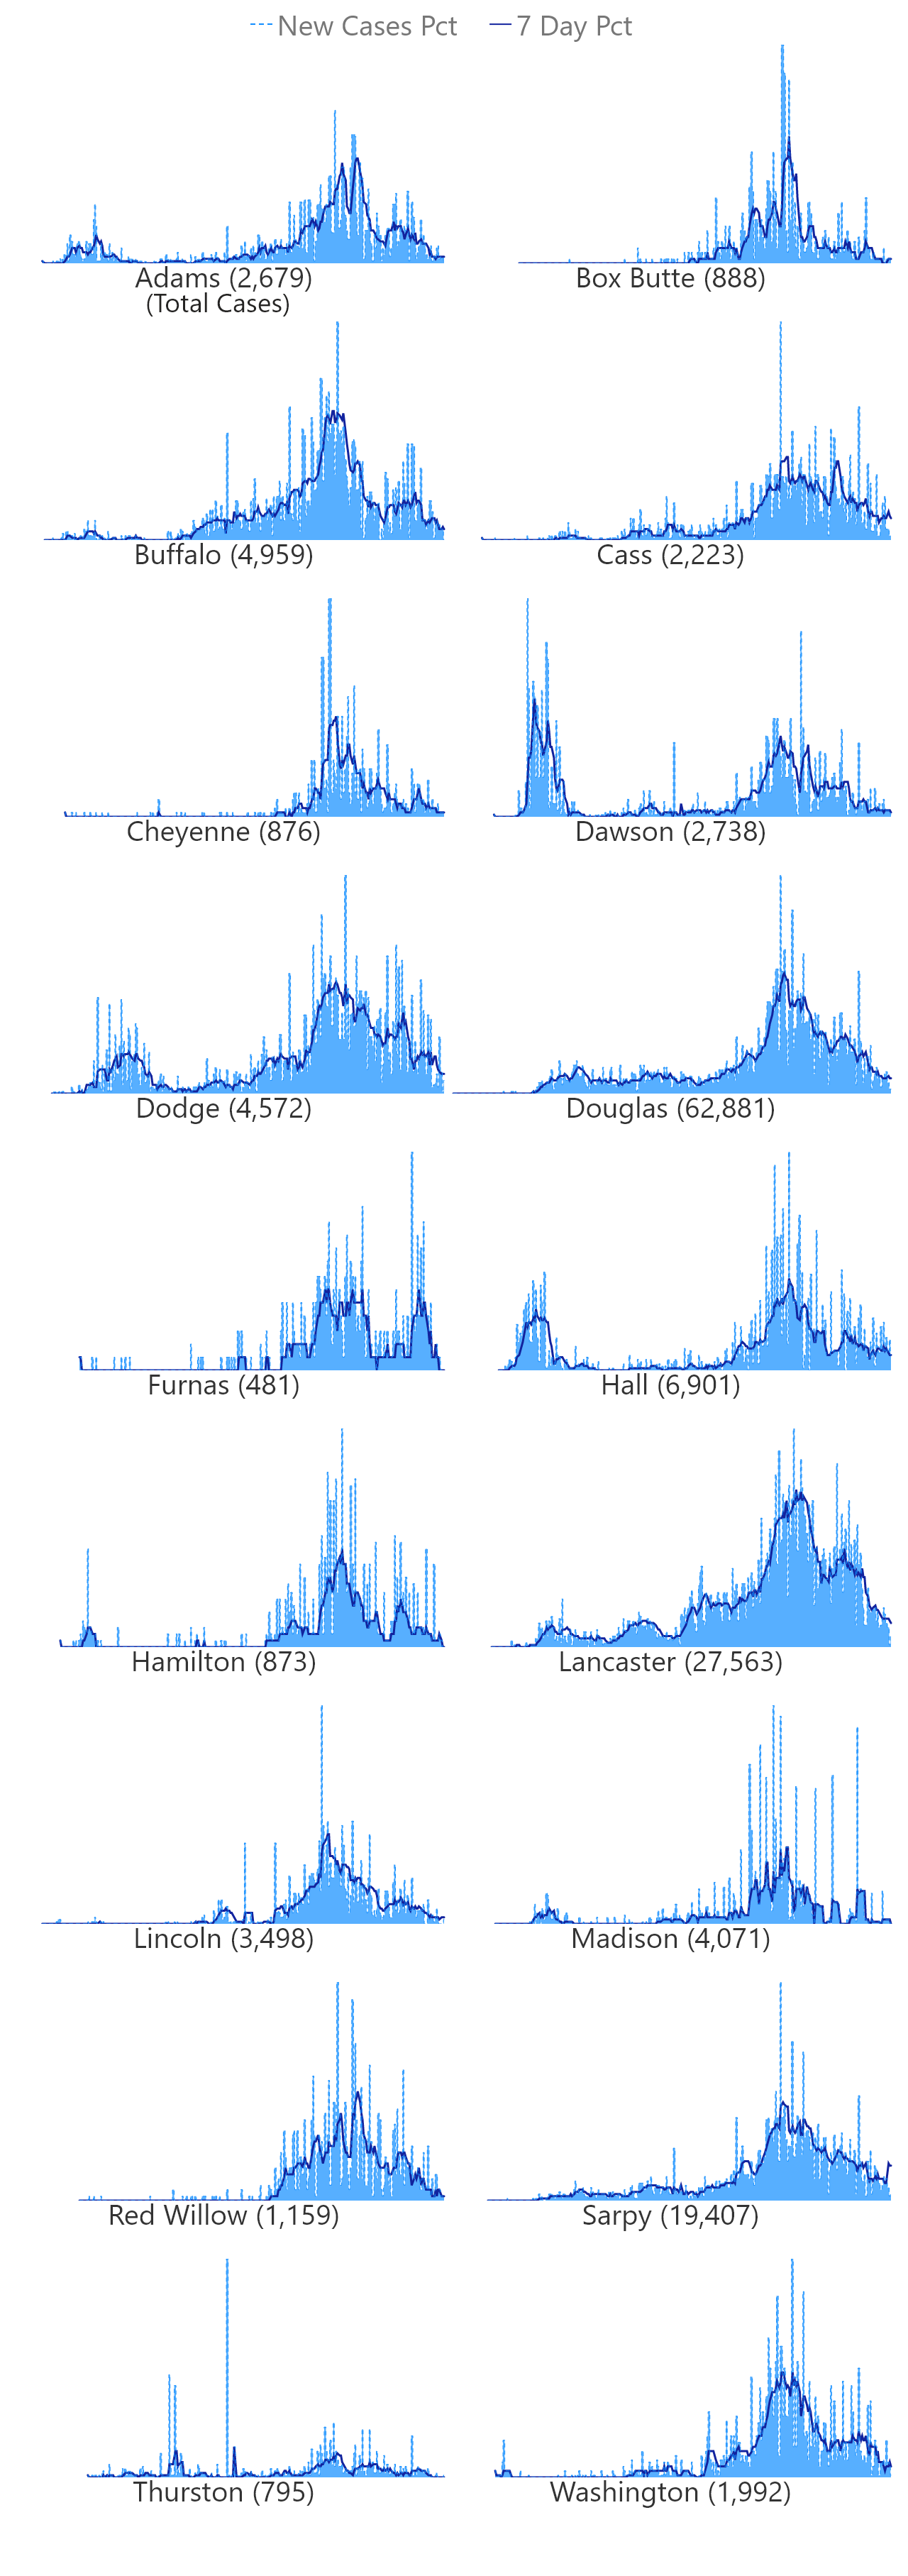 New Cases Pct 7 Day Pct
Adams (2,679) Box Butte (888)
(Total Cases)
Buffalo (4,959) Cass (2,223)
Cheyenne (876) Dawson (2,738)
Dodge (4,572) Douglas (62,881)
Furnas (481) Hall (6,901)
Hamilton (873) Lancaster (27,563)
Lincoln (3,498) Madison (4,071)
Red Willow (1,159) Sarpy (19,407)
Thurston (795) Washington (1,992)